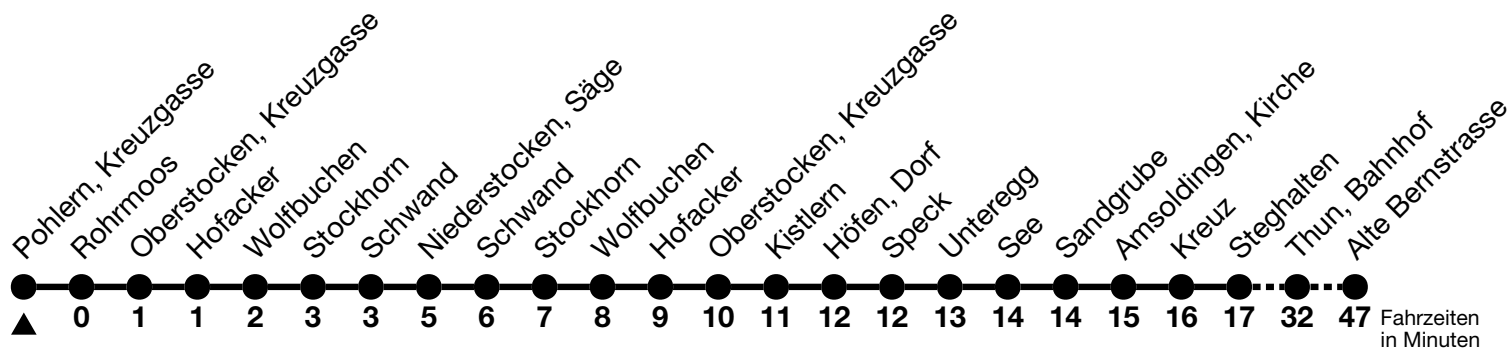 Pohlern, Kreuzgasse
Rohrmoos
Oberstocken, Kreuzgasse
Hofacker
Wolfbuchen
Stockhorn
Schwand
Niederstocken, Säge
Schwand
Stockhorn
Wolfbuchen
Hofacker
Oberstocken, Kreuzgasse
Kistlern
Höfen, Dorf
Speck
Unteregg
See
Sandgrube
Amsoldingen, Kirche
Kreuz
Steghalten
Thun, Bahnhof
Alte Bernstrasse
0 1 1 2 3 3 5 6 7 8 9 10 11 12 12 13 14 14 15 16 17 32 47
Fahrzeiten
in Minuten